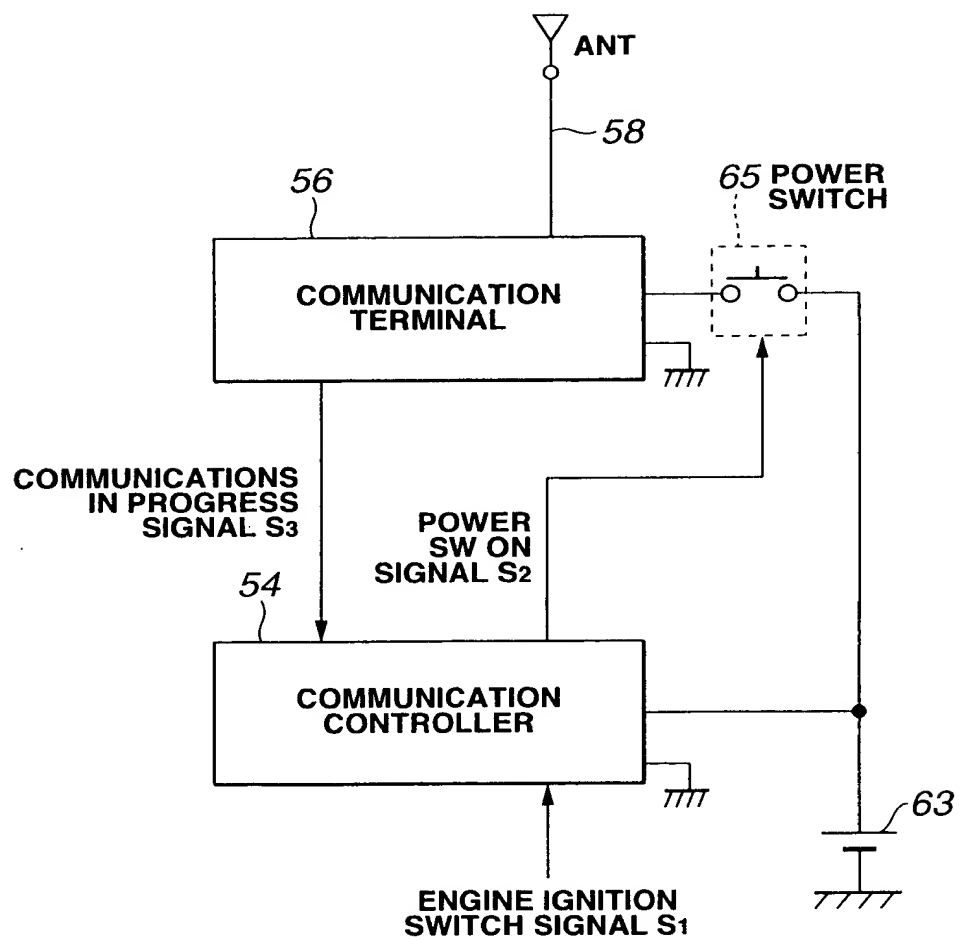 ANT
58
56
65 POWER
SWITCH
COMMUNICATION
TERMINAL
COMMUNICATIONS
IN PROGRESS
SIGNAL S3
POWER
SW ON
SIGNAL S2
54
COMMUNICATION
CONTROLLER
63
ENGINE IGNITION
SWITCH SIGNAL S1